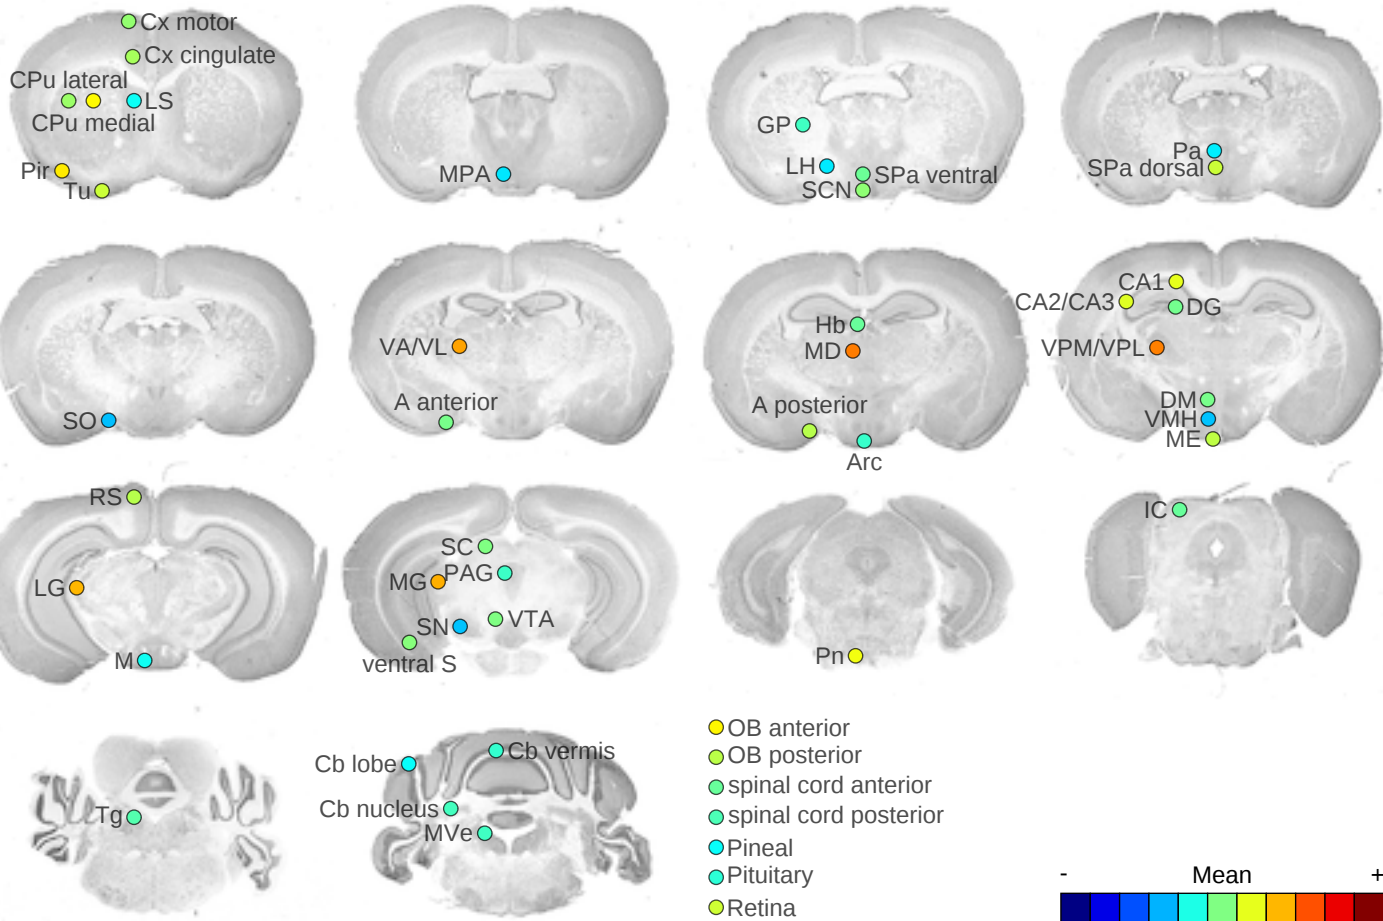 Cx motor
Cx cingulate
CPu lateral
LS
CPu medial
Pir
Tu
MPA
GP
LH
SPa ventral
SCN
Pa
SPa dorsal
SO
VA/VL
A anterior
Hb
MD
A posterior
Arc
CA1
CA2/CA3
DG
VPM/VPL
DM
VMH
ME
RS
LG
M
SC
PAG
MG
SN
VTA
ventral S
Pn
IC
Tg
Cb lobe
Cb vermis
Cb nucleus
MVe
OB anterior
OB posterior
spinal cord anterior
spinal cord posterior
Pineal
Pituitary
Retina
- Mean +